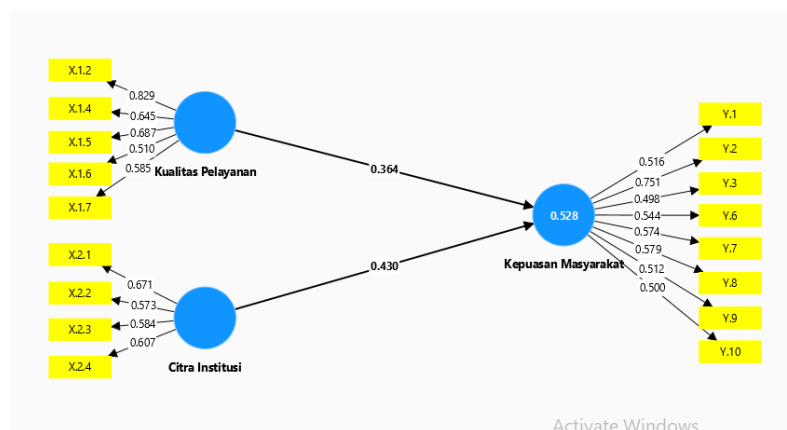 X.1.2
X.1.4
X.1.5
X.1.6
X.1.7
0.829
0.645
0.687
0.510
0.585
Kualitas Pelayanan
X.2.1
X.2.2
X.2.3
X.2.4
0.671
0.573
0.584
0.607
Citra Institusi
0.364
0.430
0.528
Kepuasan Masyarakat
0.516
0.751
0.498
0.544
0.574
0.579
0.512
0.500
Y.1
Y.2
Y.3
Y.6
Y.7
Y.8
Y.9
Y.10
Activate Windows